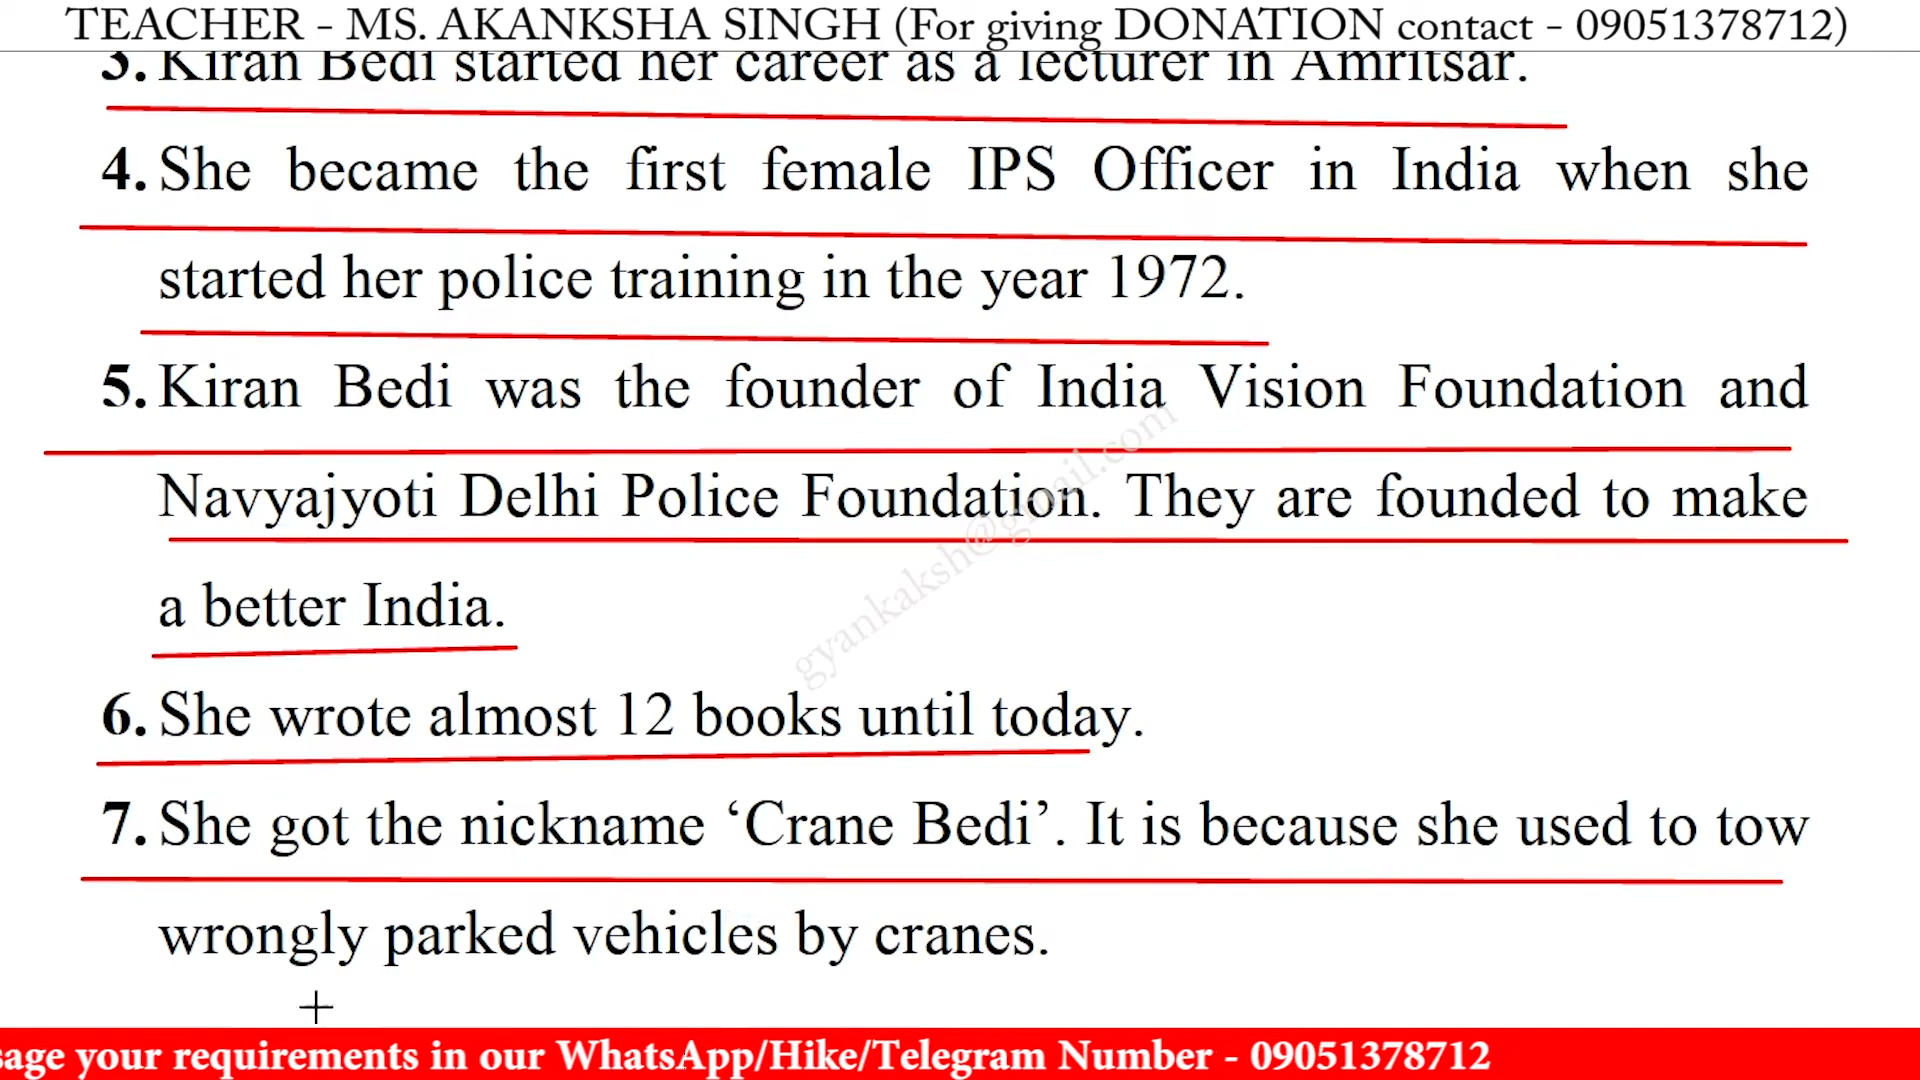 TEACHER - MS. AKANKSHA SINGH (For giving DONATION contact - 09051378712)
3. Kiran Bedi started her career as a lecturer in Amritsar.
4. She became the first female IPS Officer in India when she
started her police training in the year 1972.
5. Kiran Bedi was the founder of India Vision Foundation and
Navyajyoti Delhi Police Foundation. They are founded to make
a better India.
gyankaksh@gmail.com
6. She wrote almost 12 books until today.
7. She got the nickname ‘Crane Bedi’. It is because she used to tow
wrongly parked vehicles by cranes.
sage your requirements in our WhatsApp/Hike/Telegram Number - 09051378712